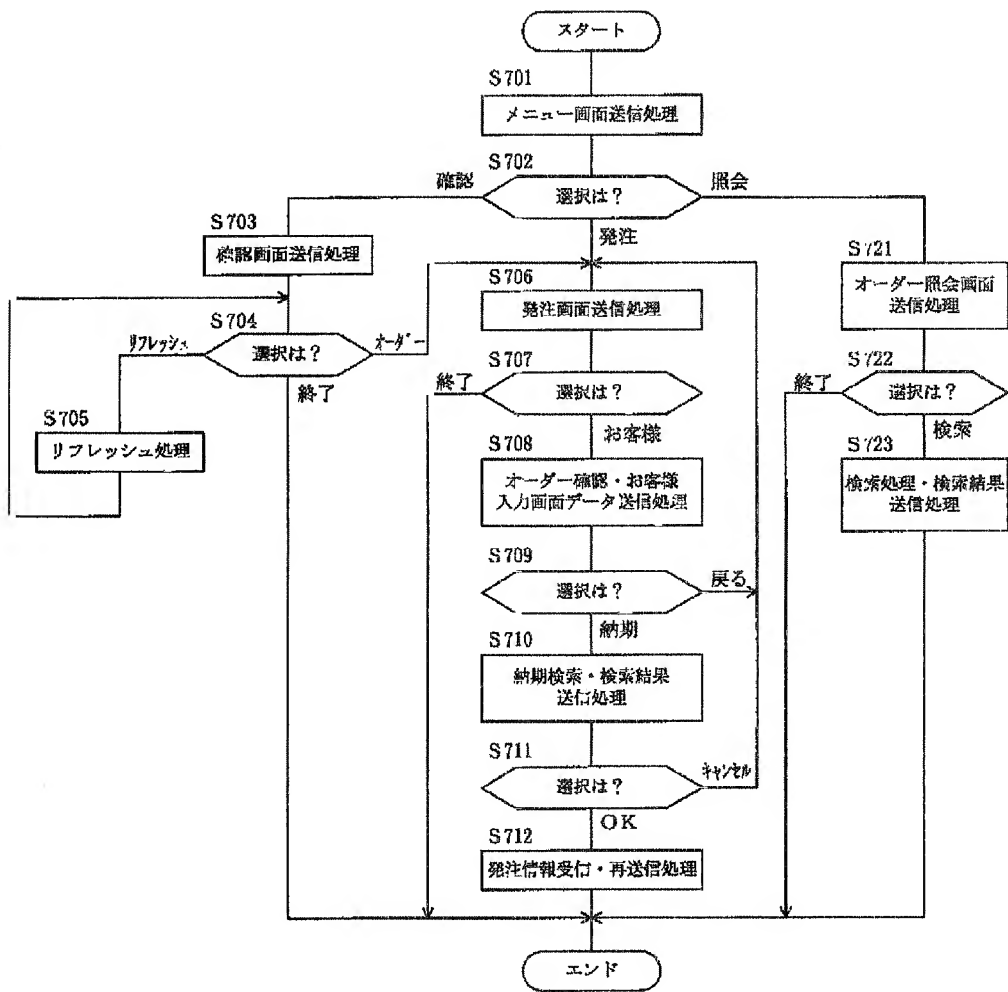 スタート
S701
メニュー画面送信処理
S702
確認
選択は？
照会
発注
S703
確認画面送信処理
S721
オーダー照会画面
送信処理
S706
発注画面送信処理
S704
リフレッシュ
選択は？
オーダー
終了
S707
終了
選択は？
お客様
S722
終了
選択は？
検索
S705
リフレッシュ処理
S708
オーダー確認・お客様
入力画面データ送信処理
S723
検索処理・検索結果
送信処理
S709
選択は？
戻る
納期
S710
納期検索・検索結果
送信処理
S711
選択は？
キャンセル
OK
S712
発注情報受信・再送信処理
エンド